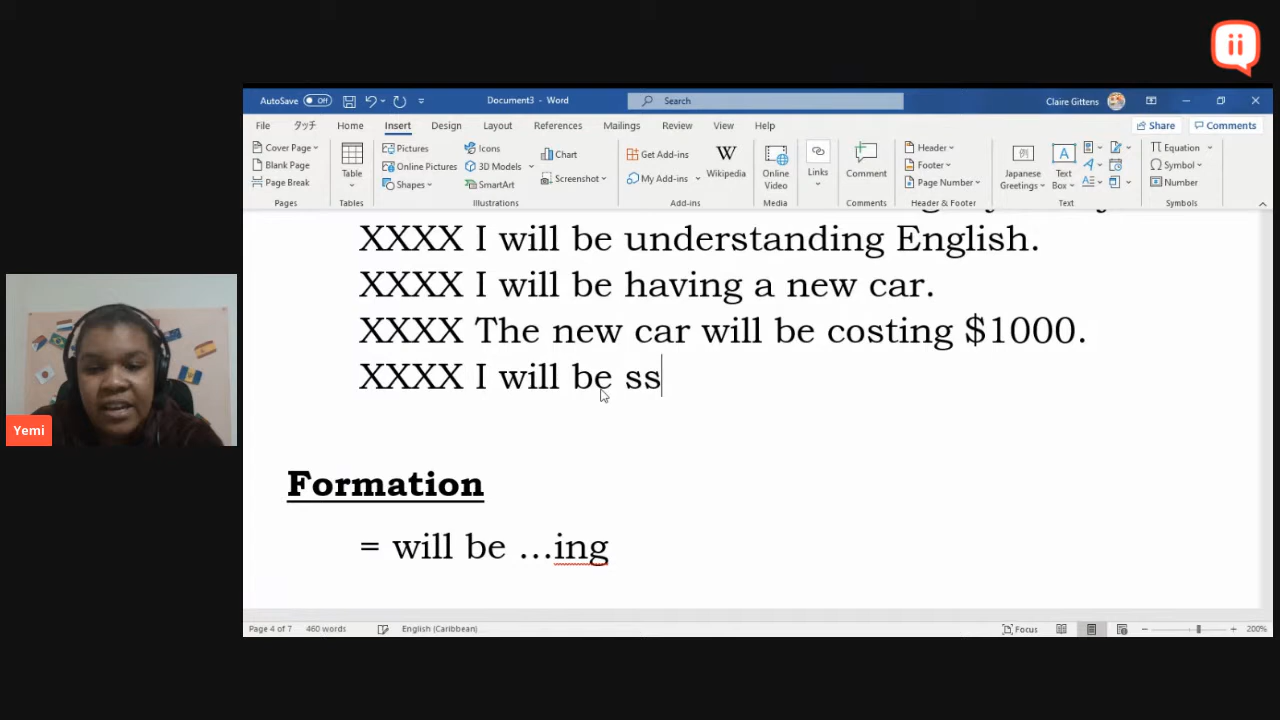 AutoSave Off Document3 - Word Search Claire Gittens
File タッチ Home Insert Design Layout References Mailings Review View Help Share Comments
Cover Page
Blank Page
Page Break
Pages
Table
Tables
Pictures
Online Pictures
Shapes
Icons
3D Models
SmartArt
Chart
Screenshot
Illustrations
Get Add-ins
My Add-ins
Wikipedia
Add-ins
Online
Video
Media
Links
Comment
Comments
Header
Footer
Page Number
Header & Footer
Japanese
Greetings
Text
Box
Text
Equation
Symbol
Number
Symbols
XXXX I will be understanding English.
XXXX I will be having a new car.
XXXX The new car will be costing $1000.
XXXX I will be ss
Formation
= will be …ing
Yemi
Page 4 of 7 460 words English (Caribbean) Focus 200%